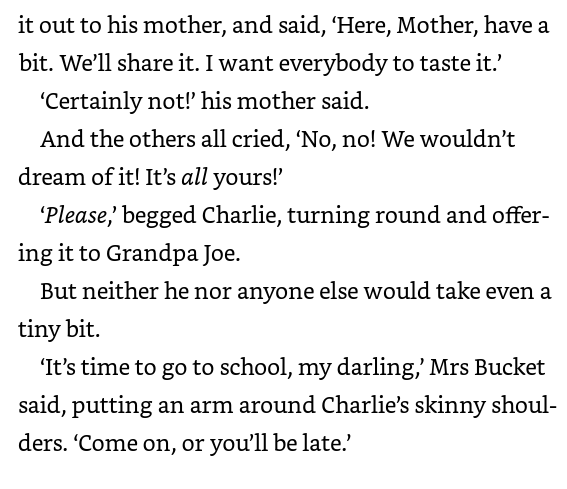 it out to his mother, and said, ‘Here, Mother, have a
bit. We’ll share it. I want everybody to taste it.’
‘Certainly not!’ his mother said.
And the others all cried, ‘No, no! We wouldn’t
dream of it! It’s all yours!’
‘Please,’ begged Charlie, turning round and offer-
ing it to Grandpa Joe.
But neither he nor anyone else would take even a
tiny bit.
‘It’s time to go to school, my darling,’ Mrs Bucket
said, putting an arm around Charlie’s skinny shoul-
ders. ‘Come on, or you’ll be late.’